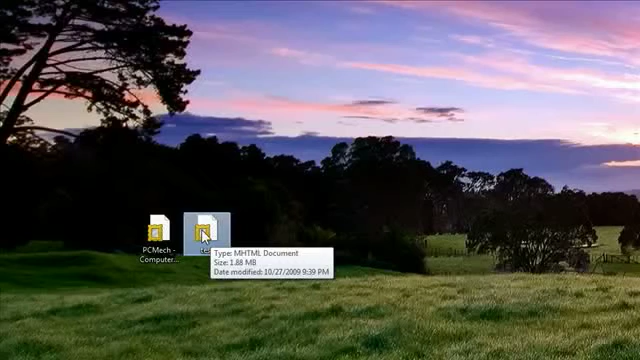 PCMech -
Computer...
Type: MHTML Document
Size: 1.88 MB
Date modified: 10/27/2009 9:39 PM